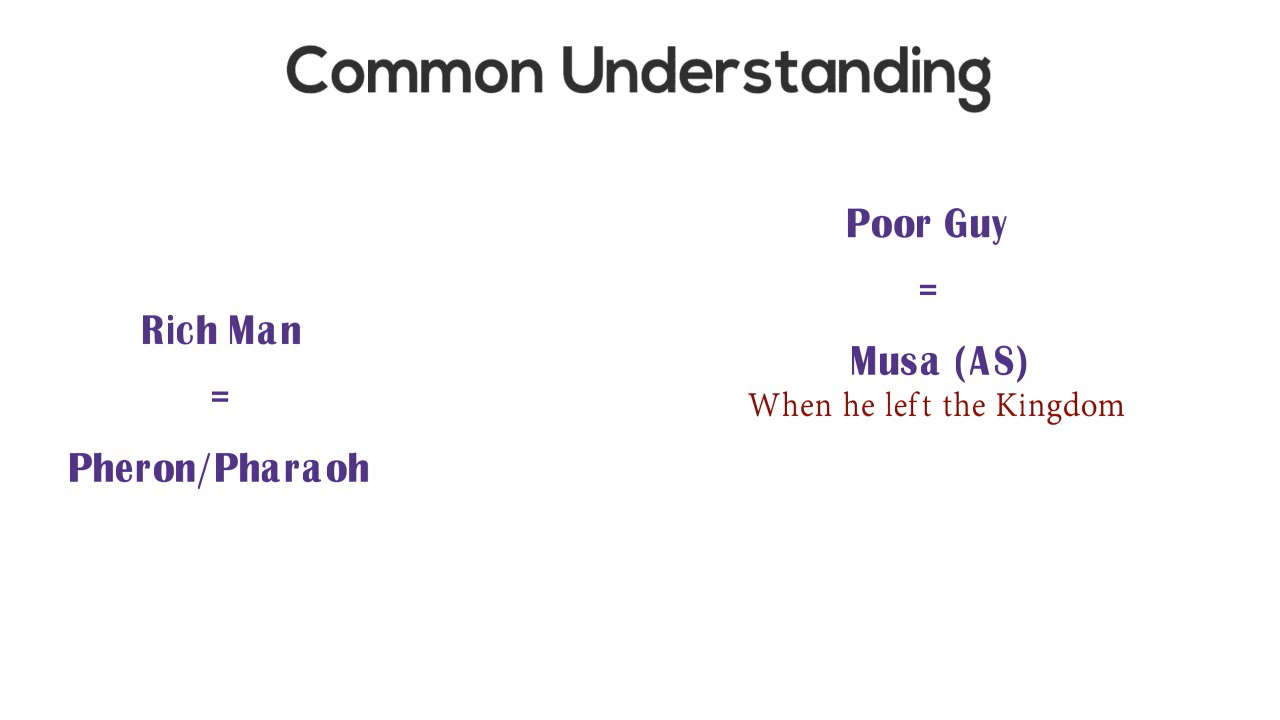 Common Understanding
Rich Man
=
Pheron/Pharaoh
Poor Guy
=
Musa (AS)
When he left the Kingdom